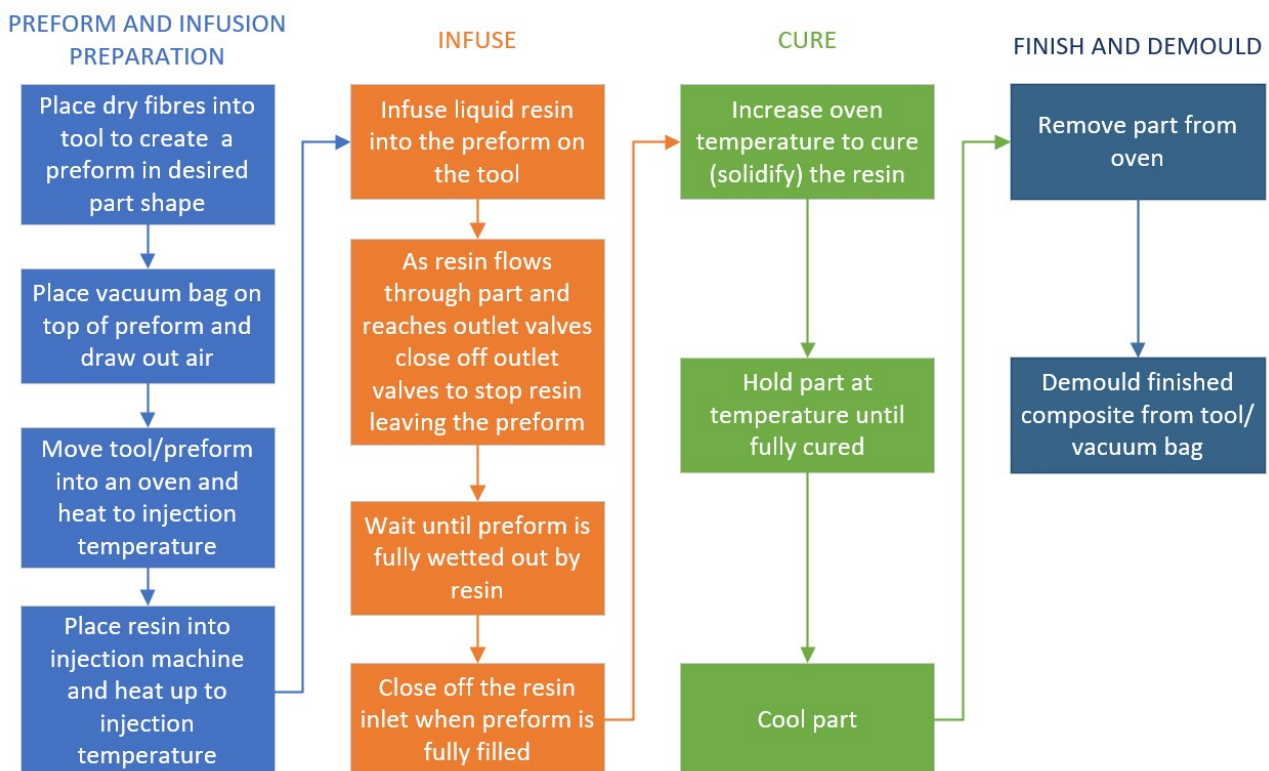 PREFORM AND INFUSION
PREPARATION
Place dry fibres into
tool to create a
preform in desired
part shape
Place vacuum bag on
top of preform and
draw out air
Move tool/preform
into an oven and
heat to injection
temperature
Place resin into
injection machine
and heat up to
injection
temperature
INFUSE
Infuse liquid resin
into the preform on
the tool
As resin flows
through part and
reaches outlet valves
close off outlet
valves to stop resin
leaving the preform
Wait until preform is
fully wetted out by
resin
Close off the resin
inlet when preform is
fully filled
CURE
Increase oven
temperature to cure
(solidify) the resin
Hold part at
temperature until
fully cured
Cool part
FINISH AND DEMOULD
Remove part from
oven
Demould finished
composite from tool/
vacuum bag